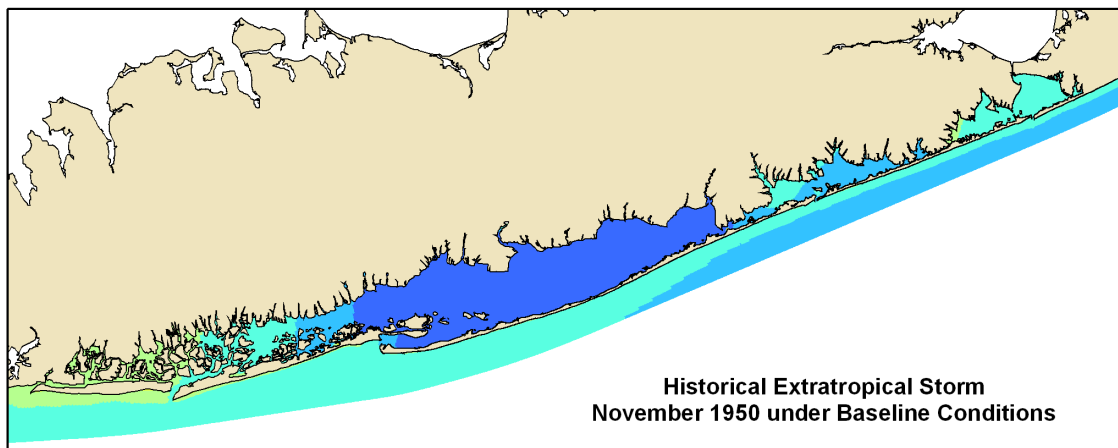 Historical Extratropical Storm
November 1950 under Baseline Conditions